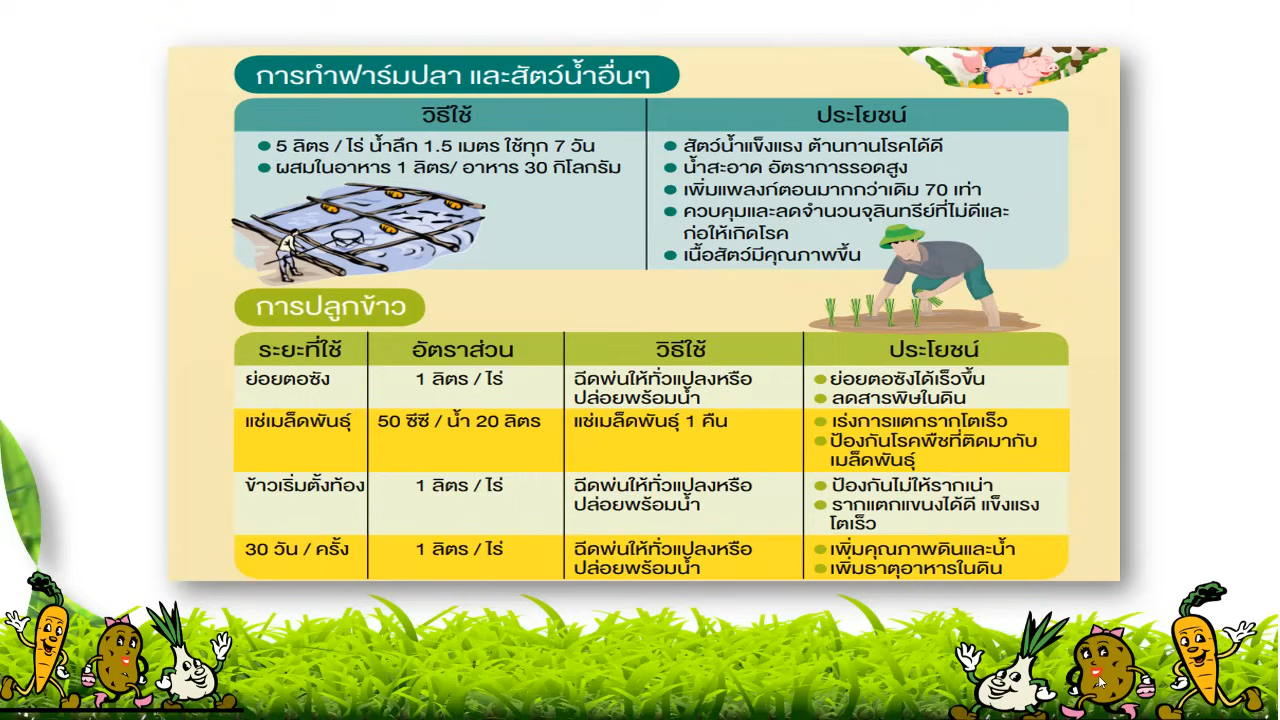 การทำฟาร์มปลา และสัตว์น้ำอื่นๆ
วิธีใช้
ประโยชน์
5 ลิตร / ไร่ น้ำลึก 1.5 เมตร ใช้ทุก 7 วัน
ผสมในอาหาร 1 ลิตร/ อาหาร 30 กิโลกรัม
สัตว์น้ำแข็งแรง ต้านทานโรคได้ดี
น้ำสะอาด อัตราการรอดสูง
เพิ่มแพลงก์ตอนมากกว่าเดิม 70 เท่า
ควบคุมและลดจำนวนจุลินทรีย์ที่ไม่ดีและ
ก่อให้เกิดโรค
เนื้อสัตว์มีคุณภาพขึ้น
การปลูกข้าว
ระยะที่ใช้
อัตราส่วน
วิธีใช้
ประโยชน์
ย่อยตอซัง
1 ลิตร / ไร่
ฉีดพ่นให้ทั่วแปลงหรือ
ปล่อยพร้อมน้ำ
ย่อยตอซังได้เร็วขึ้น
ลดสารพิษในดิน
แช่เมล็ดพันธุ์
50 ซีซี / น้ำ 20 ลิตร
แช่เมล็ดพันธุ์ 1 คืน
เร่งการแตกรากโตเร็ว
ป้องกันโรคพืชที่ติดมากับ
เมล็ดพันธุ์
ข้าวเริ่มตั้งท้อง
1 ลิตร / ไร่
ฉีดพ่นให้ทั่วแปลงหรือ
ปล่อยพร้อมน้ำ
ป้องกันไม่ให้รากเน่า
รากแตกแขนงได้ดี แข็งแรง
โตเร็ว
30 วัน / ครั้ง
1 ลิตร / ไร่
ฉีดพ่นให้ทั่วแปลงหรือ
ปล่อยพร้อมน้ำ
เพิ่มคุณภาพดินและน้ำ
เพิ่มธาตุอาหารในดิน